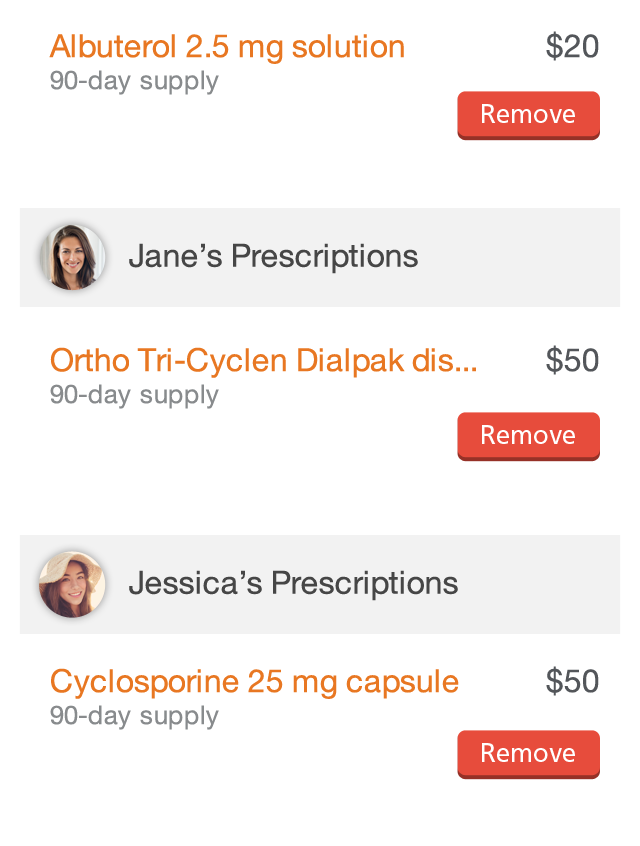 Albuterol 2.5 mg solution $20
90-day supply
Remove
Jane’s Prescriptions
Ortho Tri-Cyclen Dialpak dis... $50
90-day supply
Remove
Jessica’s Prescriptions
Cyclosporine 25 mg capsule $50
90-day supply
Remove